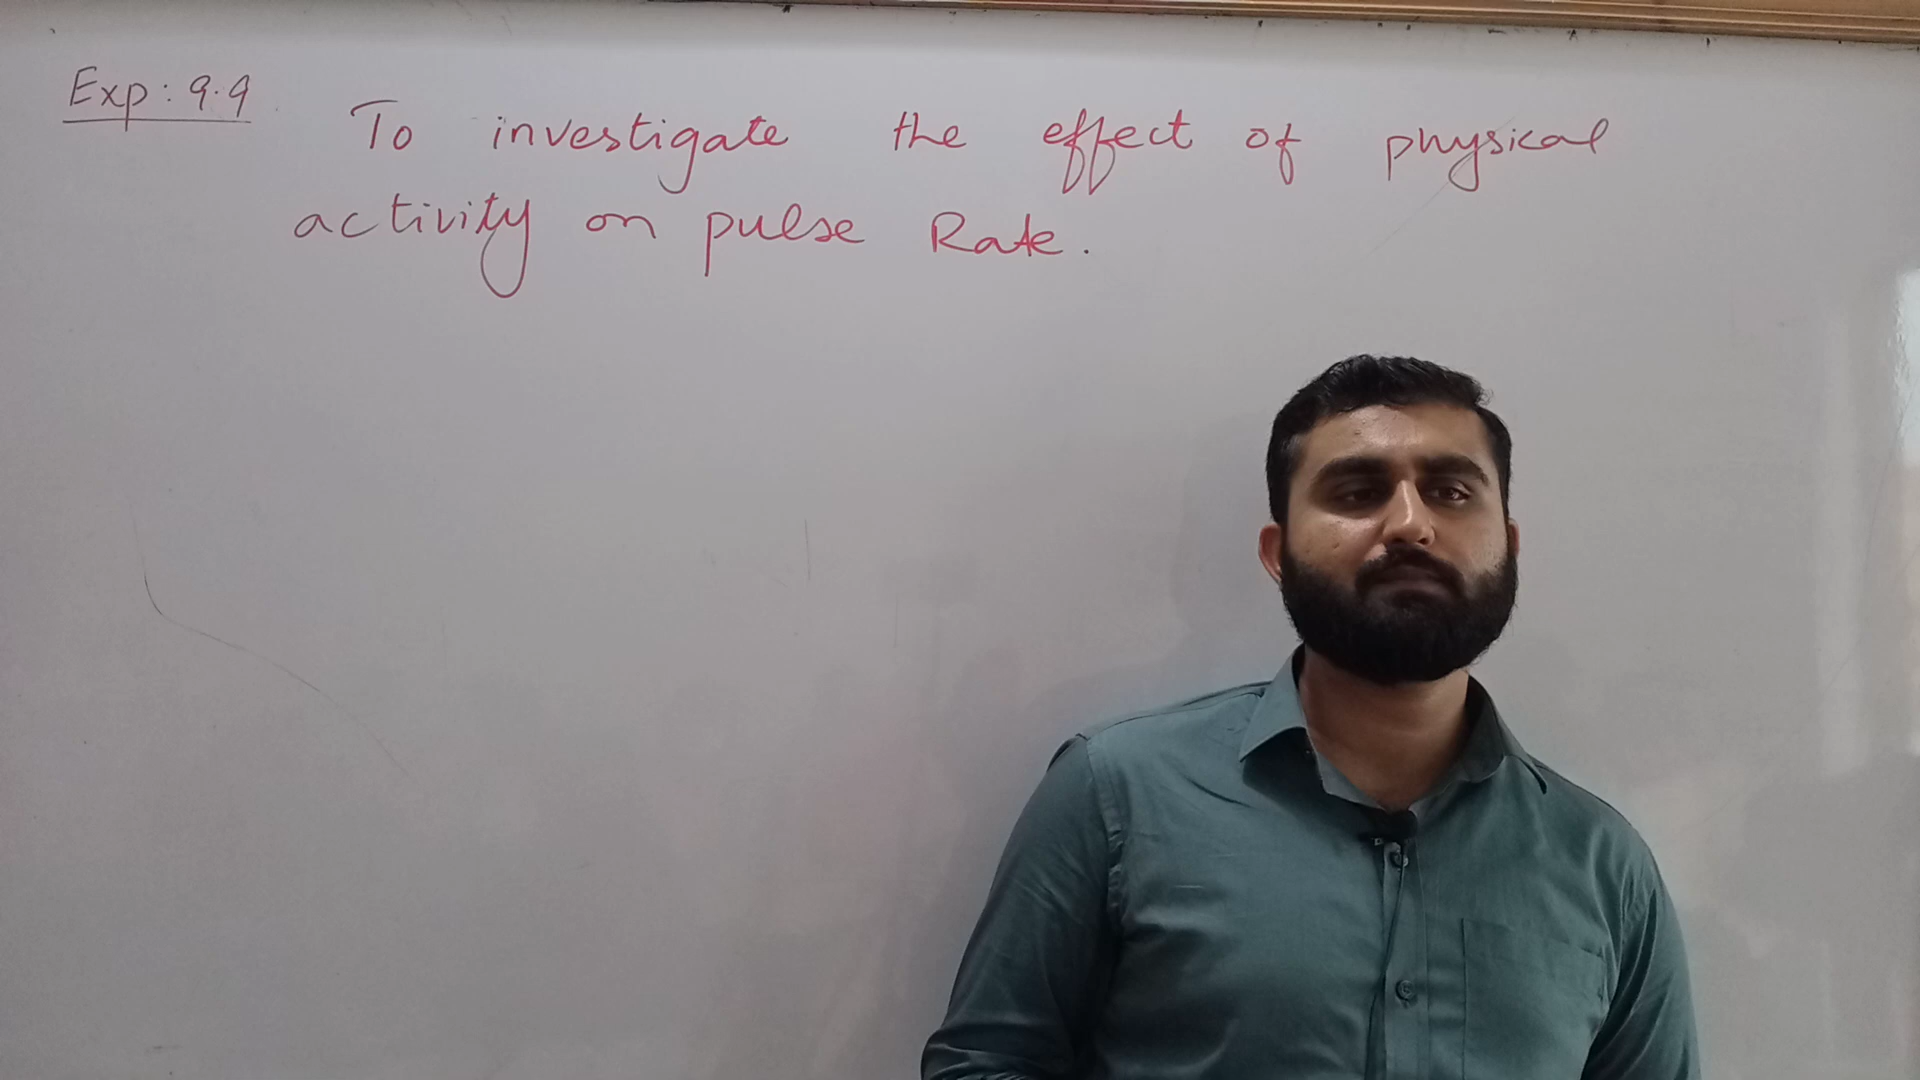 Exp: 9.9
To investigate the effect of physical
activity on pulse Rate.